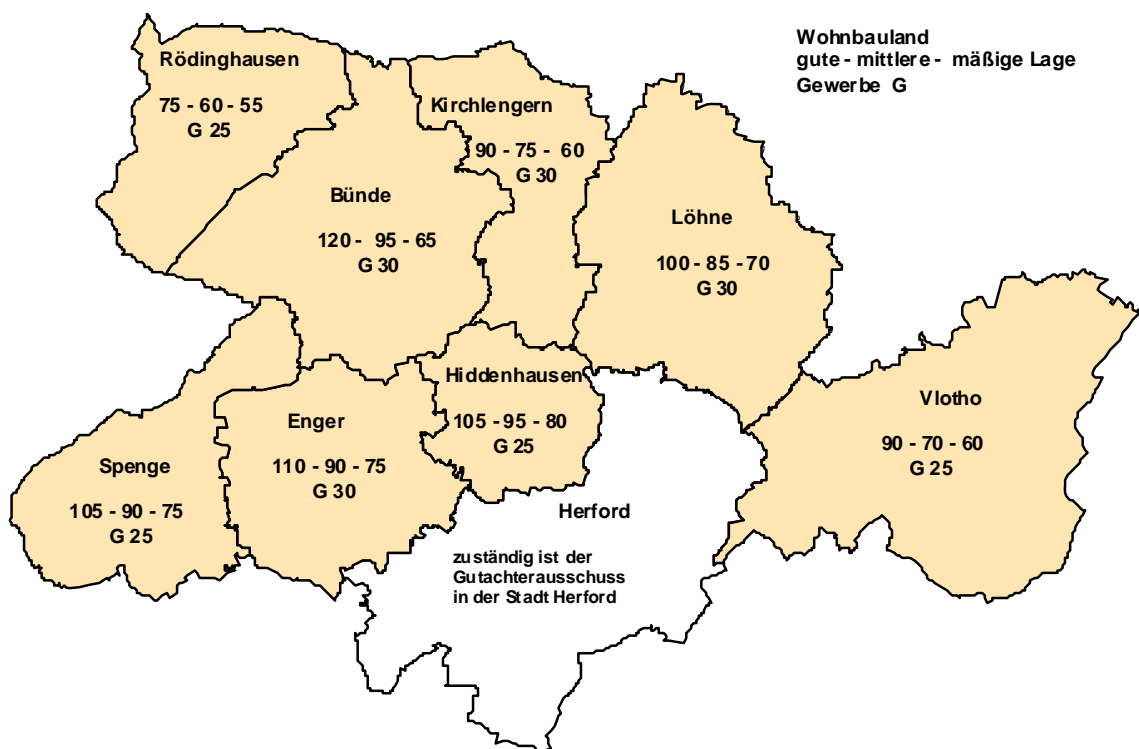 Wohnbauland
gute - mittlere - mäßige Lage
Gewerbe G
Rödinghausen
75 - 60 - 55
G 25
Kirchlengern
90 - 75 - 60
G 30
Bünde
120 - 95 - 65
G 30
Löhne
100 - 85 - 70
G 30
Hiddenhausen
105 - 95 - 80
G 25
Vlotho
90 - 70 - 60
G 25
Enger
110 - 90 - 75
G 30
Spenge
105 - 90 - 75
G 25
Herford
zuständig ist der
Gutachterausschuss
in der Stadt Herford